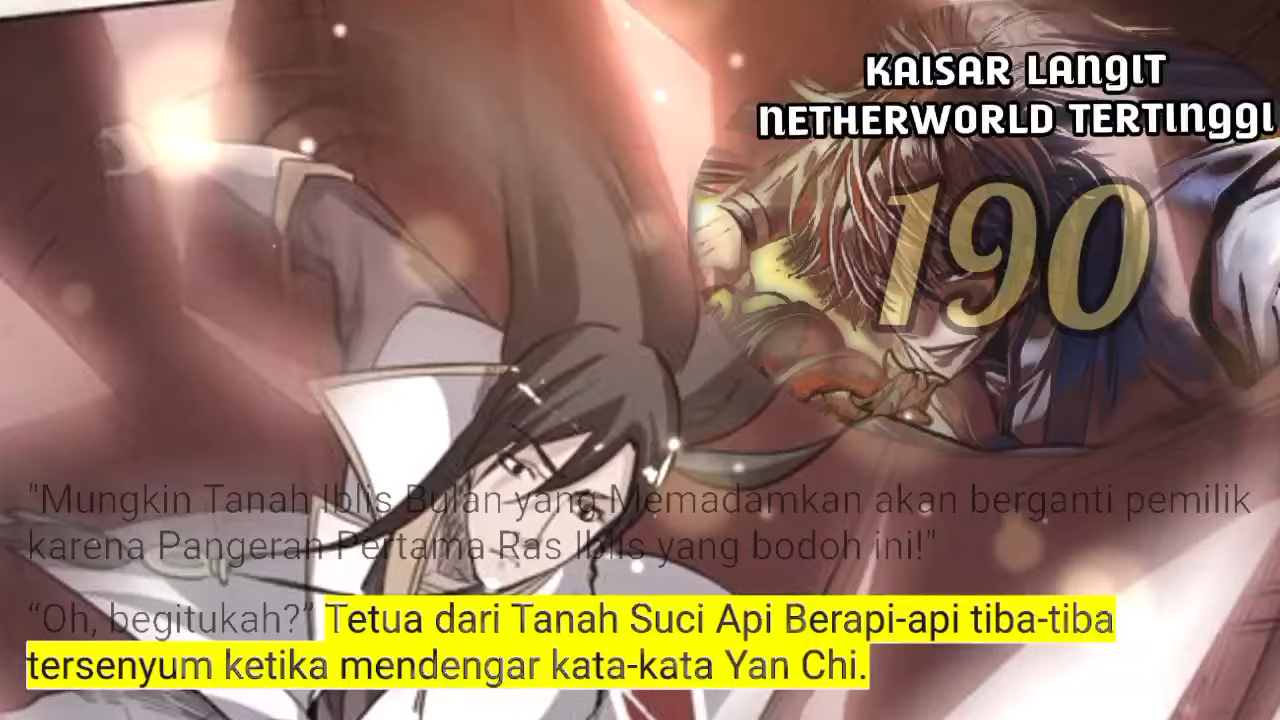 KAISAR LANGIT
NETHERWORLD TERTINGGI
190
"Mungkin Tanah Iblis Bulan yang Memadamkan akan berganti pemilik
karena Pangeran Pertama Ras Iblis yang bodoh ini!"
“Oh, begitukah?” Tetua dari Tanah Suci Api Berapi-api tiba-tiba
tersenyum ketika mendengar kata-kata Yan Chi.